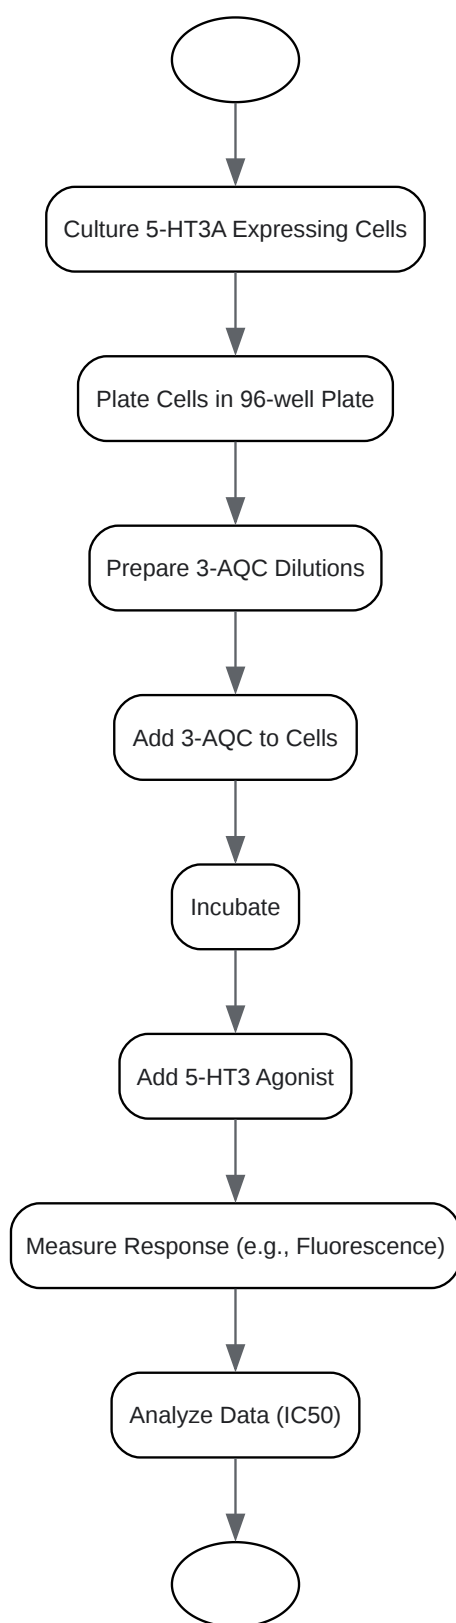 Culture 5-HT3A Expressing Cells
Plate Cells in 96-well Plate
Prepare 3-AQC Dilutions
Add 3-AQC to Cells
Incubate
Add 5-HT3 Agonist
Measure Response (e.g., Fluorescence)
Analyze Data (IC50)